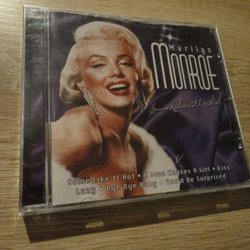 Marilyn
MONROE
Some Like It Hot • A Man Chases A Girl • Kiss
Lazy • Bye Bye Baby • You'd Be Surprised